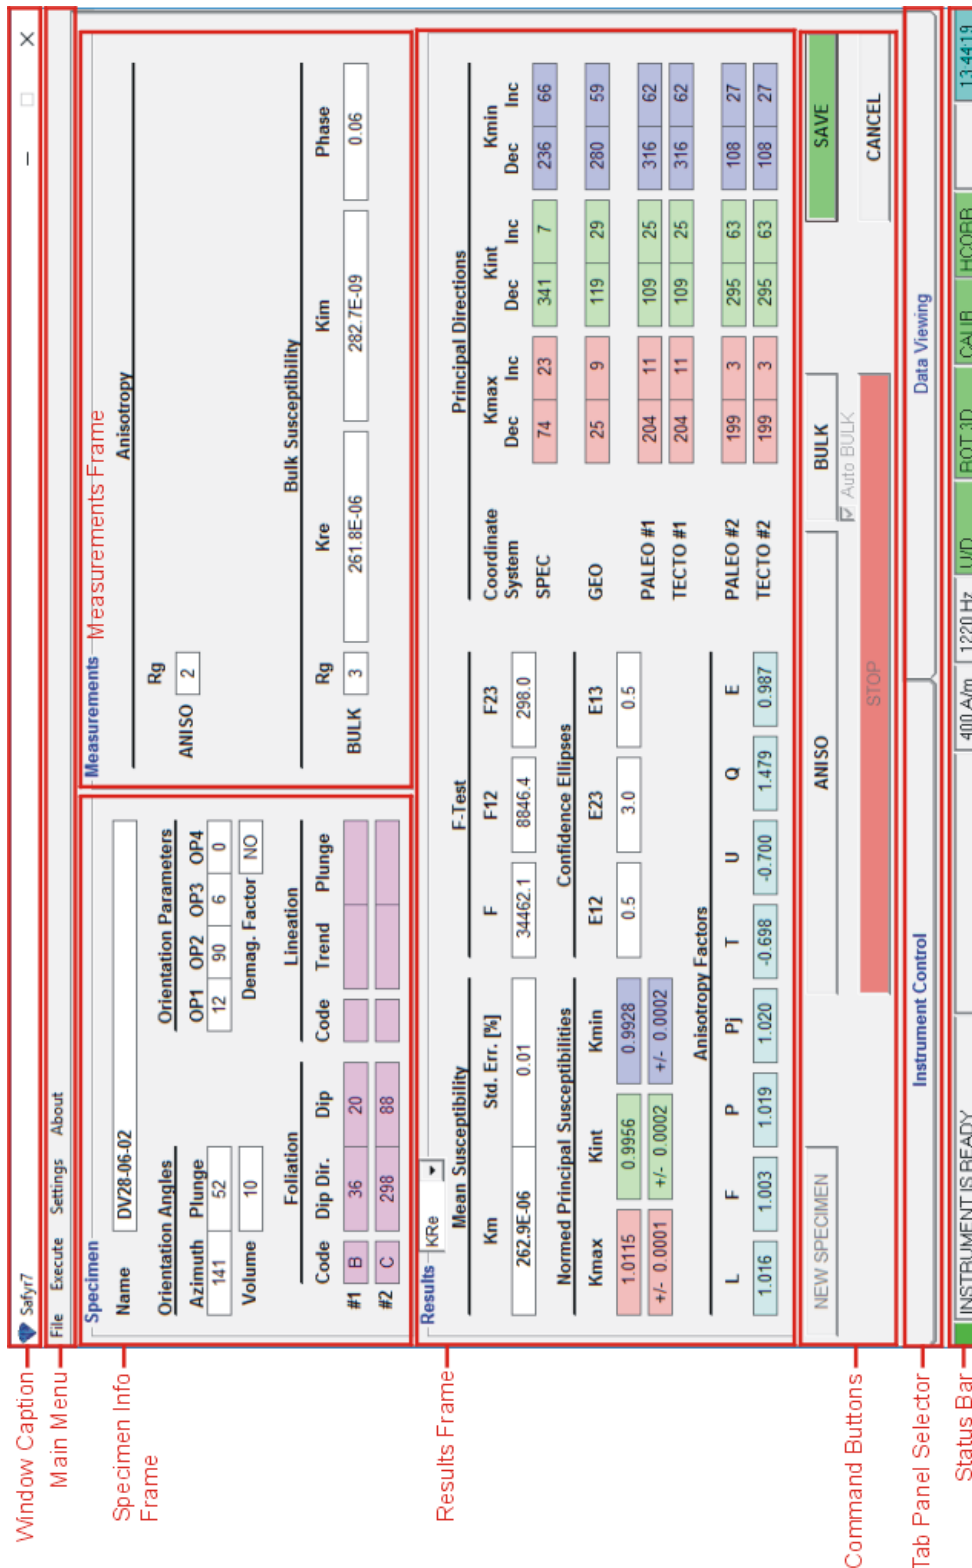 Window Caption
Safyr7
Main Menu
File Execute Settings About
Specimen Info
Frame
Specimen
Name DV28-06-02
Orientation Angles Orientation Parameters
Azimuth Plunge OP1 OP2 OP3 OP4
141 52 12 90 6 0
Volume 10 Demag. Factor NO
Foliation Lineation
Code Dip Dir. Dip Code Trend Plunge
#1 B 36 20
#2 C 298 88
Measurements Measurements Frame
Anisotropy
Rg
ANISO 2
Bulk Susceptibility
Rg Kre Kim Phase
BULK 3 261.8E-06 282.7E-09 0.06
Results Frame
Results KRe
Mean Susceptibility F-Test
Km Std. Err. [%] F F12 F23
262.9E-06 0.01 34462.1 8846.4 298.0
Normed Principal Susceptibilities Confidence Ellipses
Kmax Kint Kmin E12 E23 E13
1.0115 0.9956 0.9928 0.5 3.0 0.5
+/- 0.0001 +/- 0.0002 +/- 0.0002
Anisotropy Factors
L F P Pj T U Q E
1.016 1.003 1.019 1.020 -0.698 -0.700 1.479 0.987
Principal Directions
Coordinate Kmax Kint Kmin
System Dec Inc Dec Inc Dec Inc
SPEC 74 23 341 7 236 66
GEO 25 9 119 29 280 59
PALEO #1 204 11 109 25 316 62
TECTO #1 204 11 109 25 316 62
PALEO #2 199 3 295 63 108 27
TECTO #2 199 3 295 63 108 27
Command Buttons
NEW SPECIMEN ANISO BULK SAVE
Auto BULK
STOP CANCEL
Tab Panel Selector
Instrument Control Data Viewing
Status Bar
INSTRUMENT IS READY 400 A/m 1220 Hz U/D ROT 3D CALIB HCORR 13:44:19